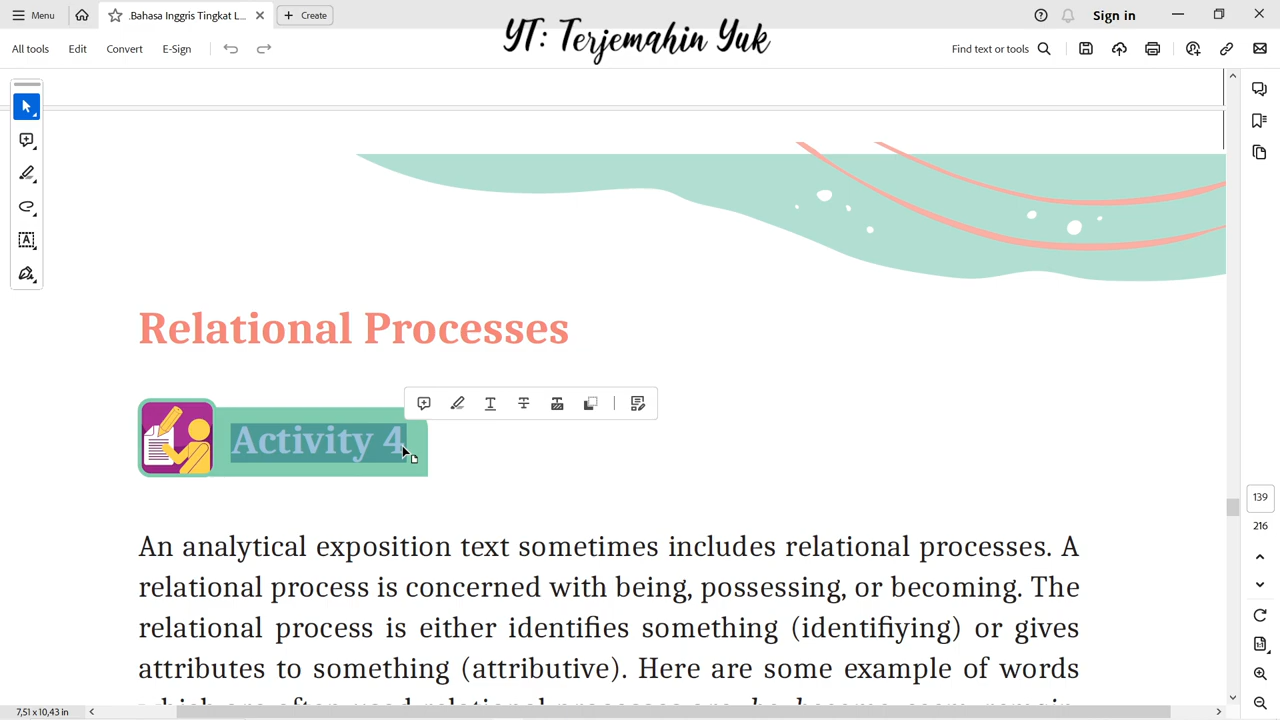 Menu
.Bahasa Inggris Tingkat L...
Create
Sign in
All tools
Edit
Convert
E-Sign
YT: Terjemahin Yuk
Find text or tools
Relational Processes
Activity 4
An analytical exposition text sometimes includes relational processes. A
relational process is concerned with being, possessing, or becoming. The
relational process is either identifies something (identifiying) or gives
attributes to something (attributive). Here are some example of words
139
216
7,51 x 10,43 in